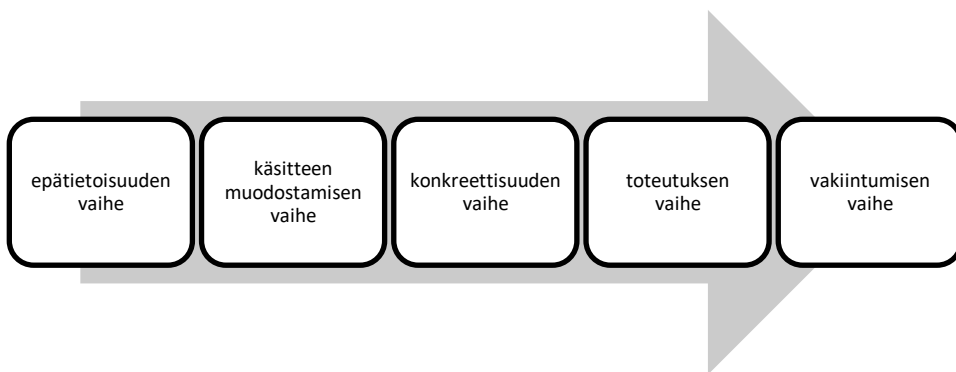 epätietoisuuden
vaihe
käsitteen
muodostamisen
vaihe
konkreettisuuden
vaihe
toteutuksen
vaihe
vakiintumisen
vaihe